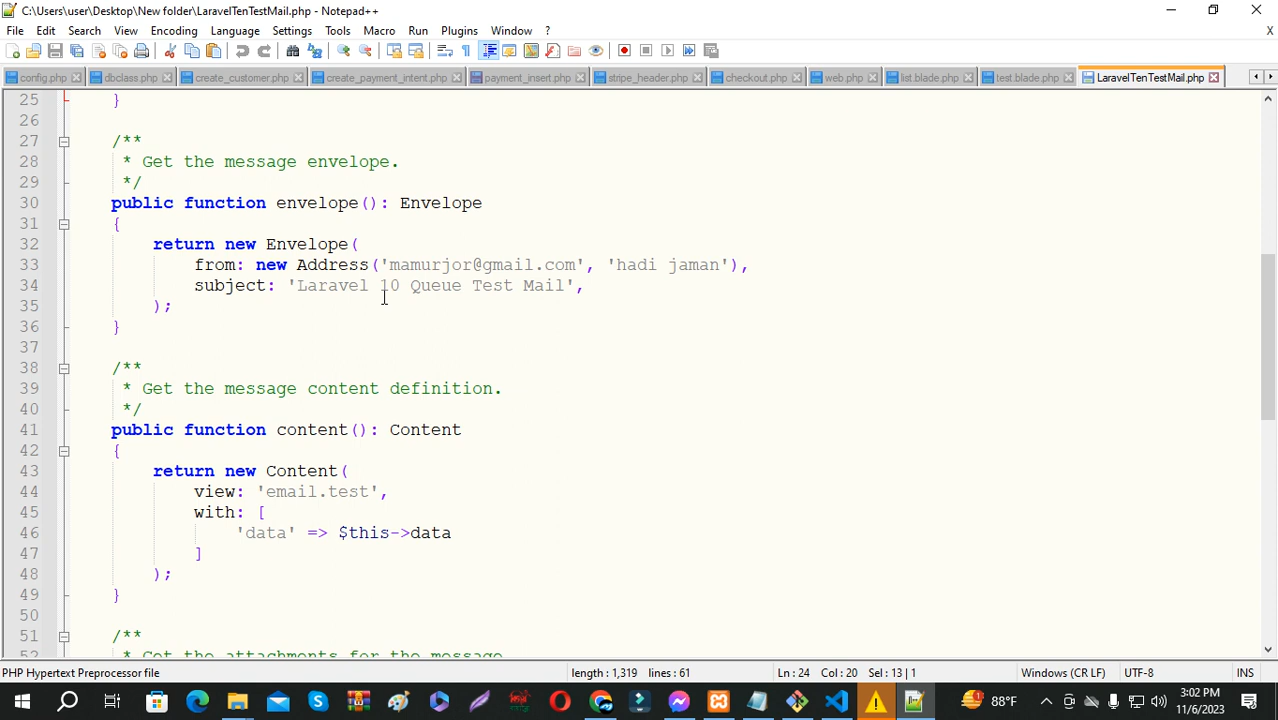 C:\Users\user\Desktop\New folder\LaravelTenTestMail.php - Notepad++
File Edit Search View Encoding Language Settings Tools Macro Run Plugins Window ? X
config.php dbclass.php create_customer.php create_payment_intent.php payment_insert.php stripe_header.php checkout.php web.php list.blade.php test.blade.php LaravelTenTestMail.php
25 }
26
27 /**
28 * Get the message envelope.
29 */
30 public function envelope(): Envelope
31 {
32 return new Envelope(
33 from: new Address('mamurjor@gmail.com', 'hadi jaman'),
34 subject: 'Laravel 10 Queue Test Mail',
35 );
36 }
37
38 /**
39 * Get the message content definition.
40 */
41 public function content(): Content
42 {
43 return new Content(
44 view: 'email.test',
45 with: [
46 'data' => $this->data
47 ]
48 );
49 }
50
51 /**
52 * Get the attachments for the message
PHP Hypertext Preprocessor file length : 1,319 lines : 61 Ln : 24 Col : 20 Sel : 13 | 1 Windows (CR LF) UTF-8 INS
88°F 3:02 PM
11/6/2023